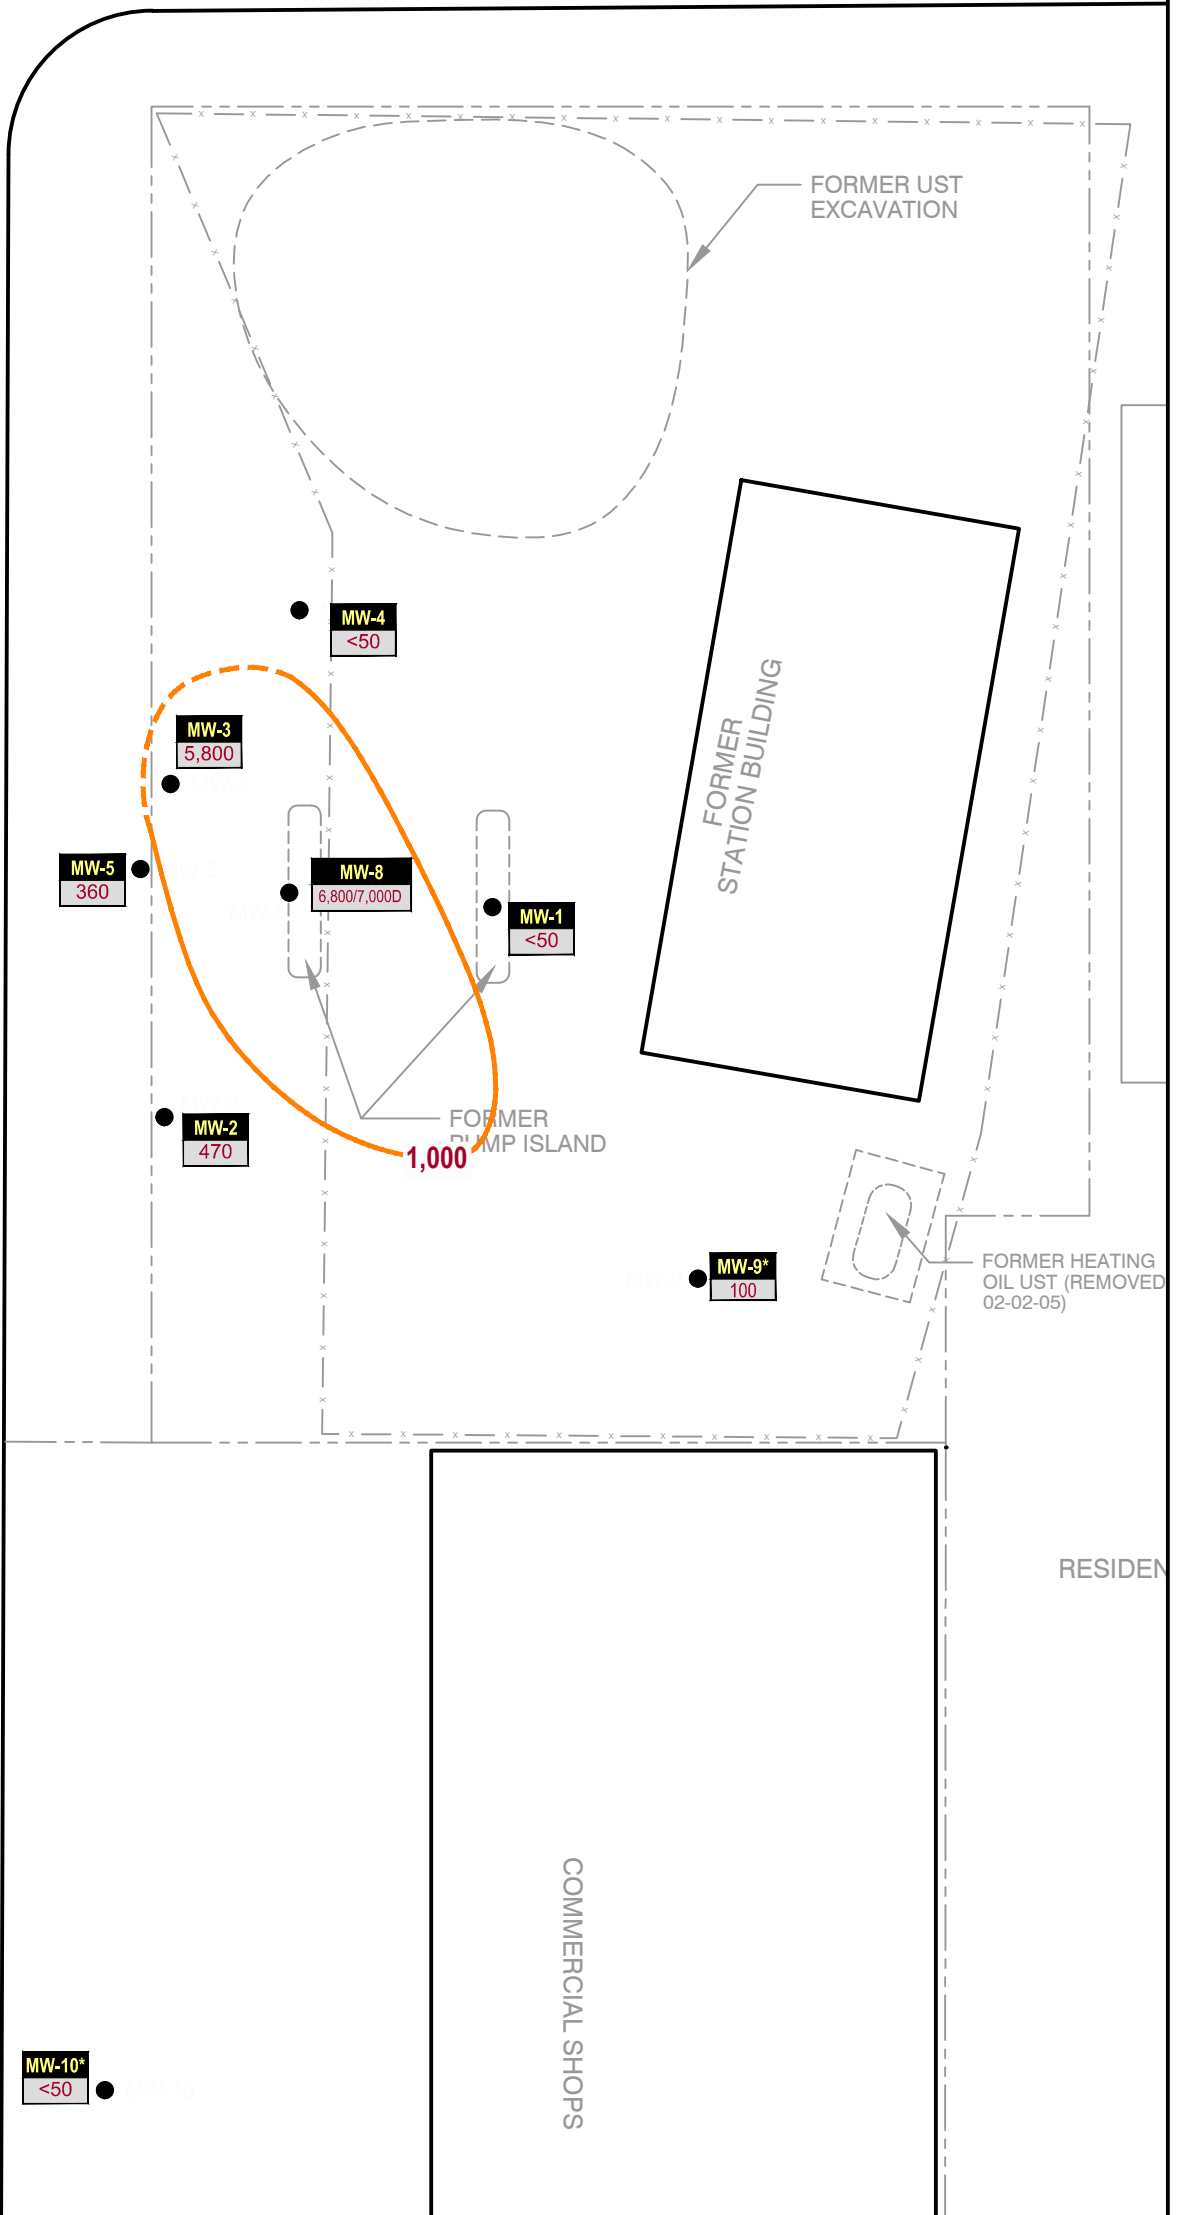 FORMER UST
EXCAVATION
MW-4
<50
MW-3
5,800
FORMER
STATION BUILDING
MW-5
360
MW-8
6,800/7,000D
MW-1
<50
MW-2
470
FORMER
PUMP ISLAND
1,000
MW-9*
100
FORMER HEATING
OIL UST (REMOVED
02-02-05)
RESIDEN
COMMERCIAL SHOPS
MW-10*
<50